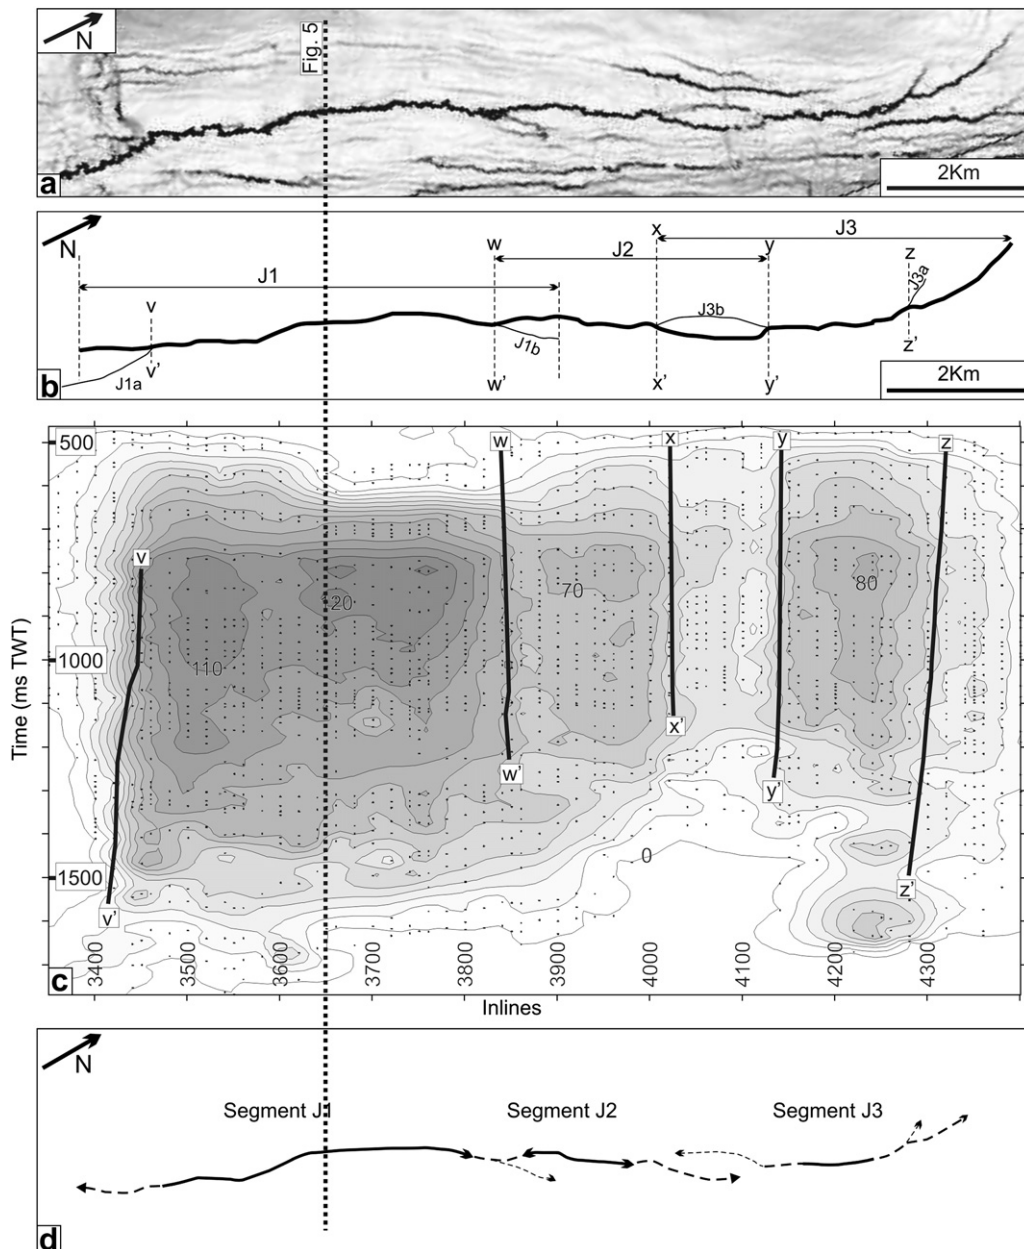 N
Fig. 5
2Km
a
N
x
J3
w
J2
y
z
J3a
J1
v
J3b
J1b
J1a
v'
w'
x'
y'
z'
2Km
b
500
w
x
y
z
v
70
80
20
Time (ms TWT)
1000
110
x'
w'
y'
0
1500
z'
v'
3400
3500
3600
3700
3800
3900
4000
4100
4200
4300
c
Inlines
N
Segment J1
Segment J2
Segment J3
d